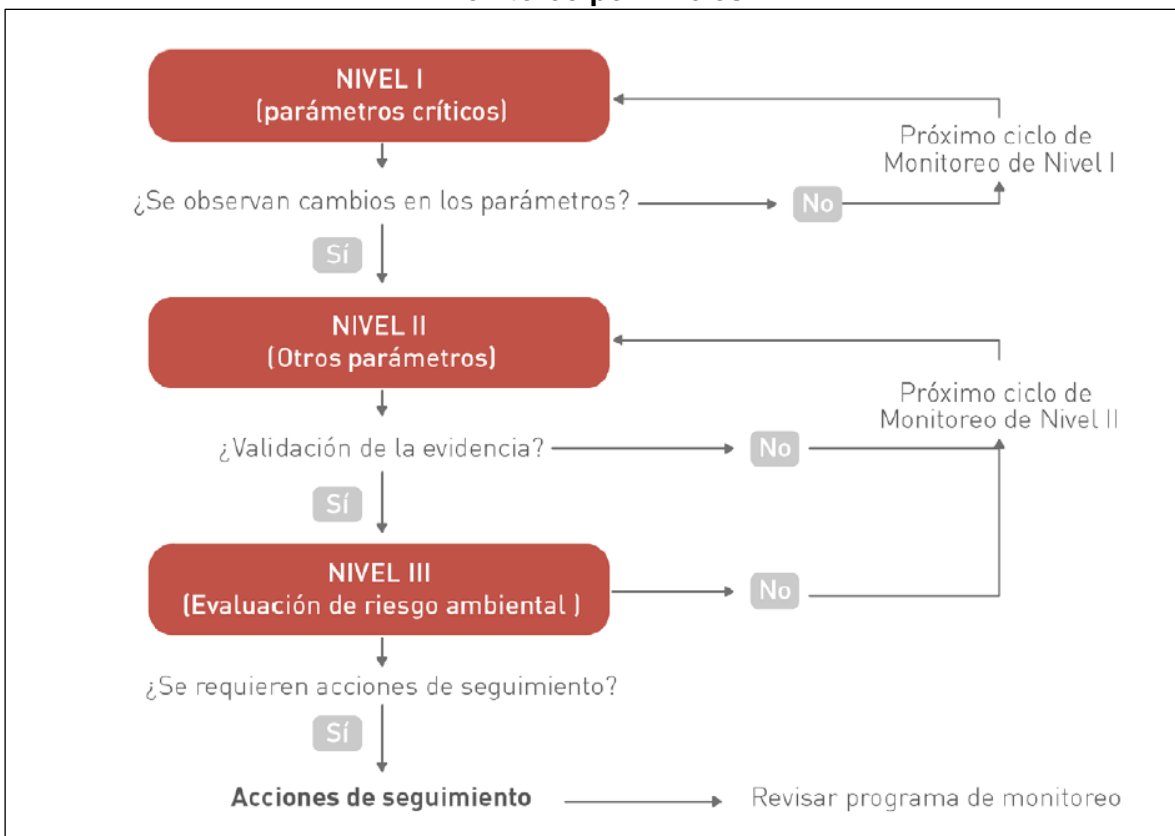 NIVEL I
(parámetros críticos)
Próximo ciclo de
Monitoreo de Nivel I
¿Se observan cambios en los parámetros?
No
Sí
NIVEL II
(Otros parámetros)
Próximo ciclo de
Monitoreo de Nivel II
¿Validación de la evidencia?
No
Sí
NIVEL III
(Evaluación de riesgo ambiental )
No
¿Se requieren acciones de seguimiento?
Sí
Acciones de seguimiento
Revisar programa de monitoreo